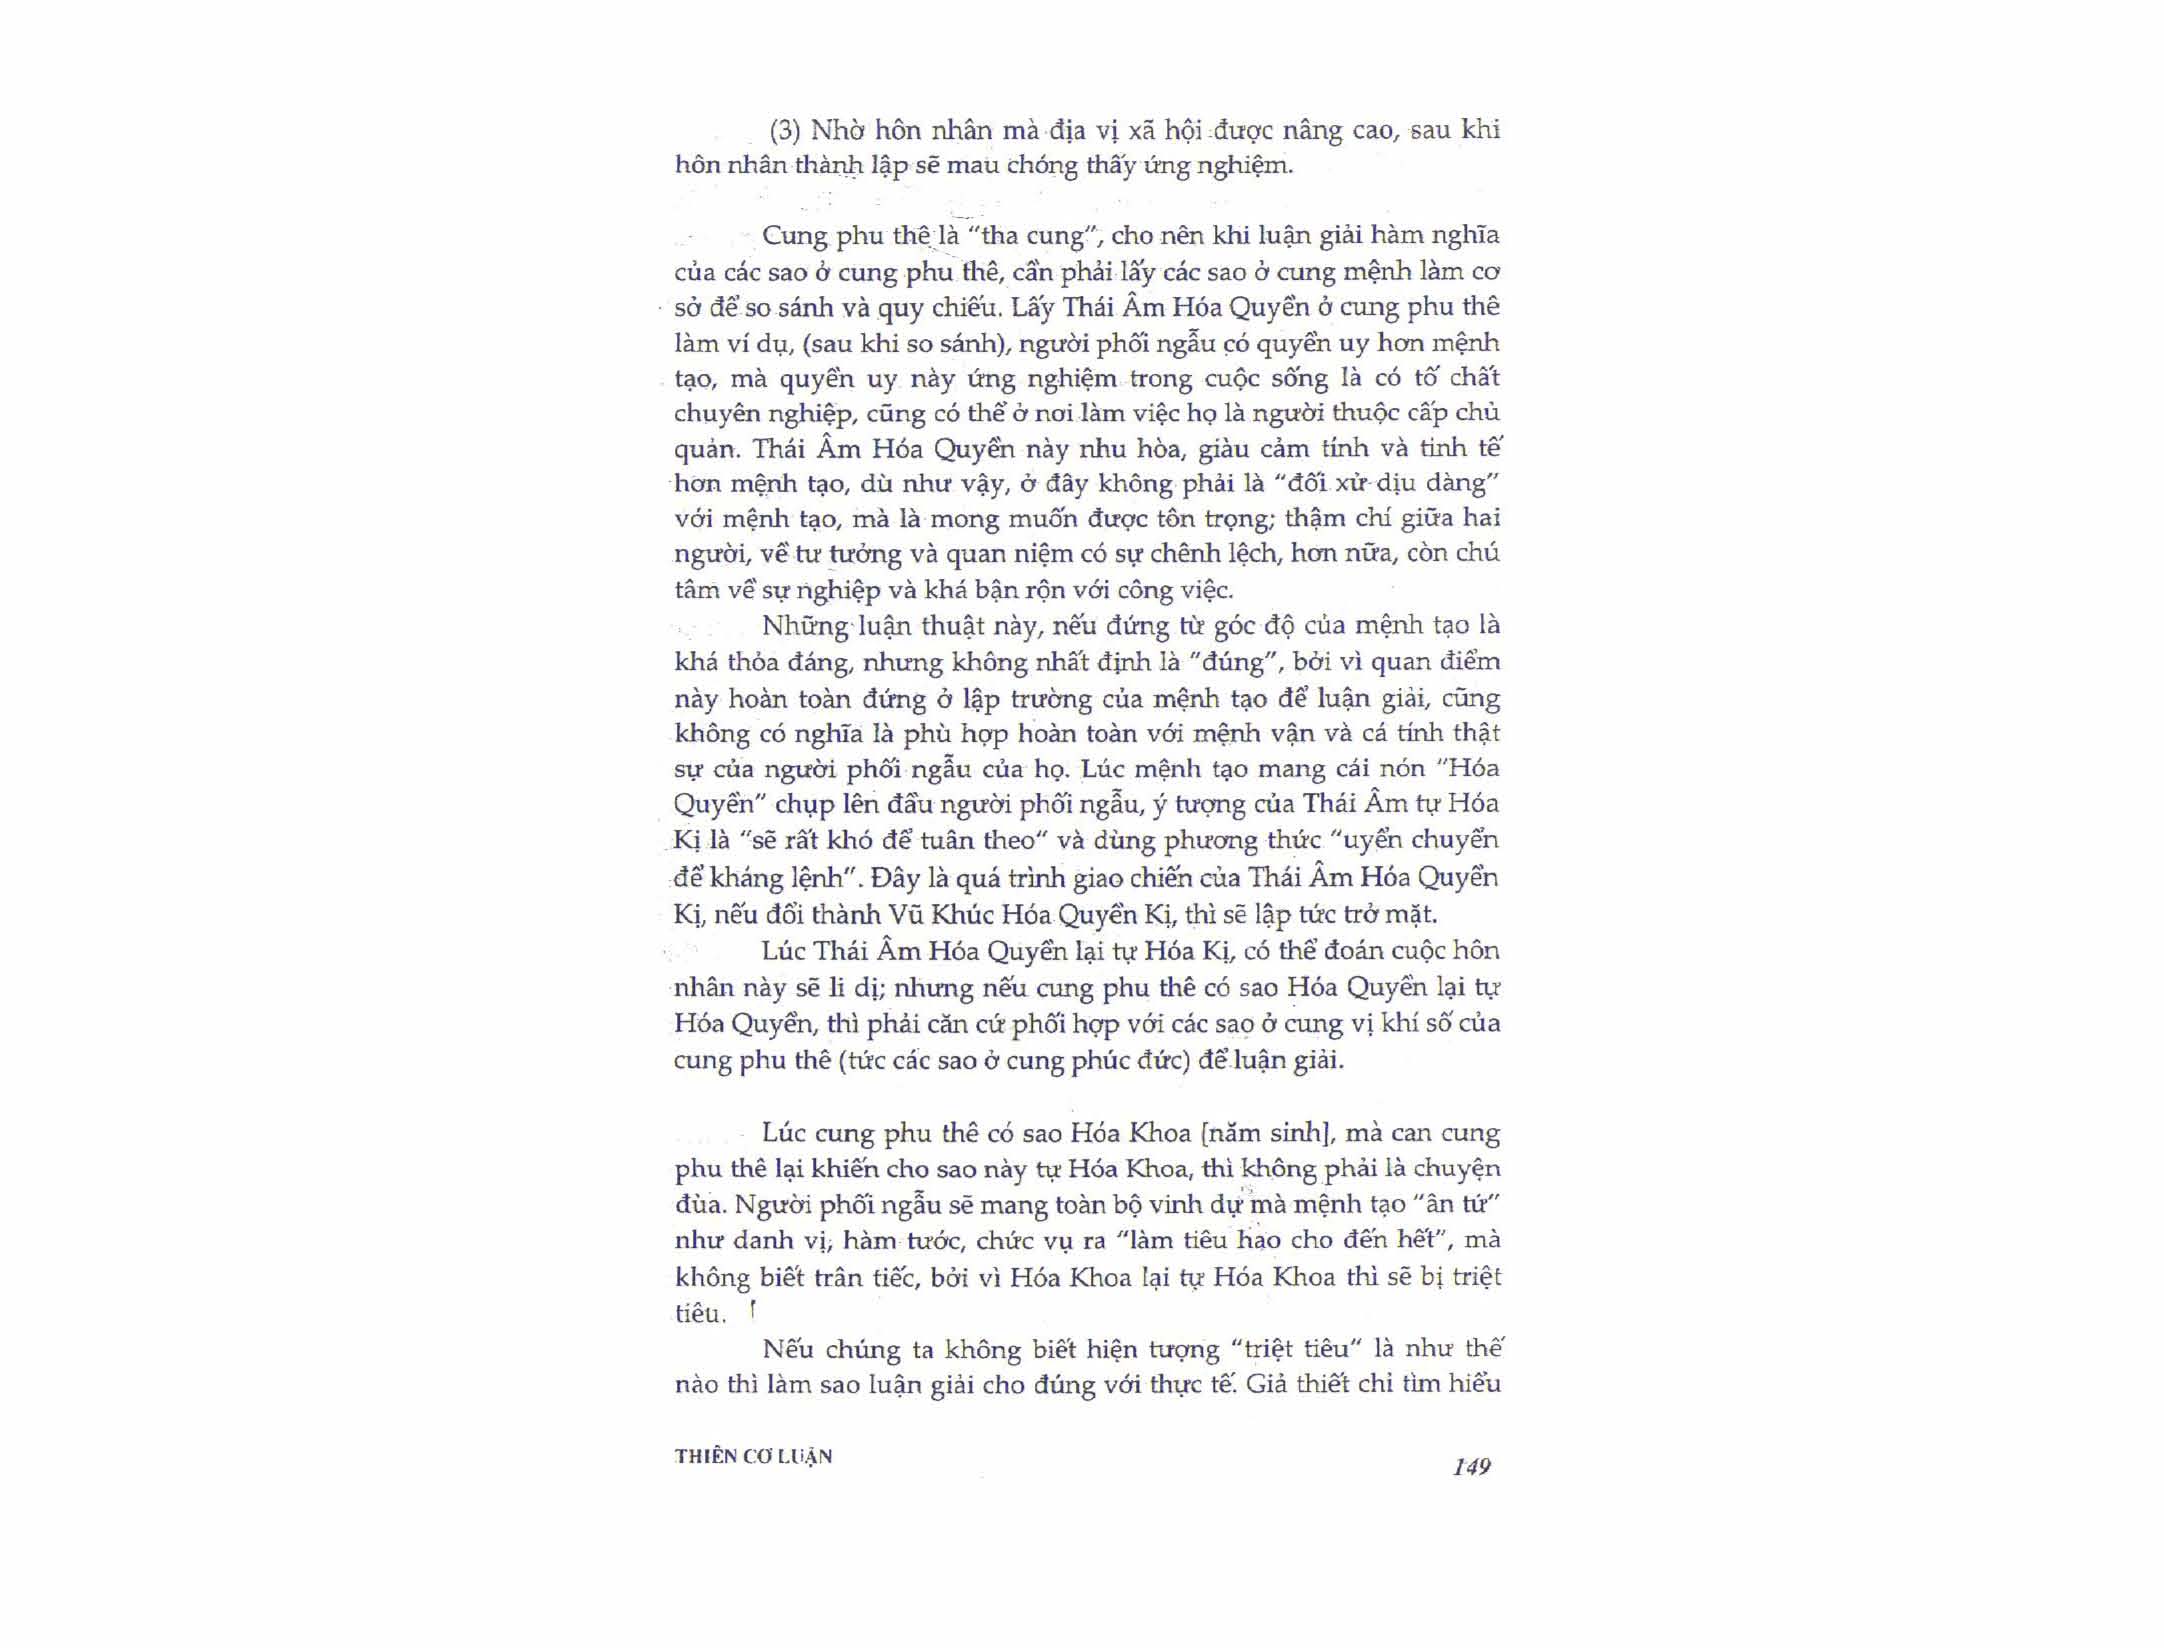 (3) Nhờ hôn nhân mà địa vị xã hội được nâng cao, sau khi
hôn nhân thành lập sẽ mau chóng thấy ứng nghiệm.
Cung phu thê là "tha cung", cho nên khi luận giải hàm nghĩa
của các sao ở cung phu thê, cần phải lấy các sao ở cung mệnh làm cơ
sở để so sánh và quy chiếu. Lấy Thái Âm Hóa Quyền ở cung phu thê
làm ví dụ, (sau khi so sánh), người phối ngẫu có quyền uy hơn mệnh
tạo, mà quyền uy này ứng nghiệm trong cuộc sống là có tố chất
chuyên nghiệp, cũng có thể ở nơi làm việc họ là người thuộc cấp chủ
quản. Thái Âm Hóa Quyền này nhu hòa, giàu cảm tính và tinh tế
hơn mệnh tạo, dù như vậy, ở đây không phải là "đối xử dịu dàng"
với mệnh tạo, mà là mong muốn được tôn trọng; thậm chí giữa hai
người, về tư tưởng và quan niệm có sự chênh lệch, hơn nữa, còn chú
tâm về sự nghiệp và khá bận rộn với công việc.
Những luận thuật này, nếu đứng từ góc độ của mệnh tạo là
khá thỏa đáng, nhưng không nhất định là "đúng", bởi vì quan điểm
này hoàn toàn đứng ở lập trường của mệnh tạo để luận giải, cũng
không có nghĩa là phù hợp hoàn toàn với mệnh vận và cá tính thật
sự của người phối ngẫu của họ. Lúc mệnh tạo mang cái nón "Hóa
Quyền" chụp lên đầu người phối ngẫu, ý tượng của Thái Âm tự Hóa
Kị là "sẽ rất khó để tuân theo" và dùng phương thức "uyển chuyển
để kháng lệnh". Đây là quá trình giao chiến của Thái Âm Hóa Quyền
Kị, nếu đổi thành Vũ Khúc Hóa Quyền Kị, thì sẽ lập tức trở mặt.
Lúc Thái Âm Hóa Quyền lại tự Hóa Kị, có thể đoán cuộc hôn
nhân này sẽ li dị; nhưng nếu cung phu thê có sao Hóa Quyền lại tự
Hóa Quyền, thì phải căn cứ phối hợp với các sao ở cung vị khí số của
cung phu thê (tức các sao ở cung phúc đức) để luận giải.
Lúc cung phu thê có sao Hóa Khoa [năm sinh], mà can cung
phu thê lại khiến cho sao này tự Hóa Khoa, thì không phải là chuyện
đùa. Người phối ngẫu sẽ mang toàn bộ vinh dự mà mệnh tạo "ân tứ"
như danh vị, hàm tước, chức vụ ra "làm tiêu hao cho đến hết", mà
không biết trân tiếc, bởi vì Hóa Khoa lại tự Hóa Khoa thì sẽ bị triệt
tiêu.
Nếu chúng ta không biết hiện tượng "triệt tiêu" là như thế
nào thì làm sao luận giải cho đúng với thực tế. Giả thiết chỉ tìm hiểu
THIÊN CƠ LUẬN
149